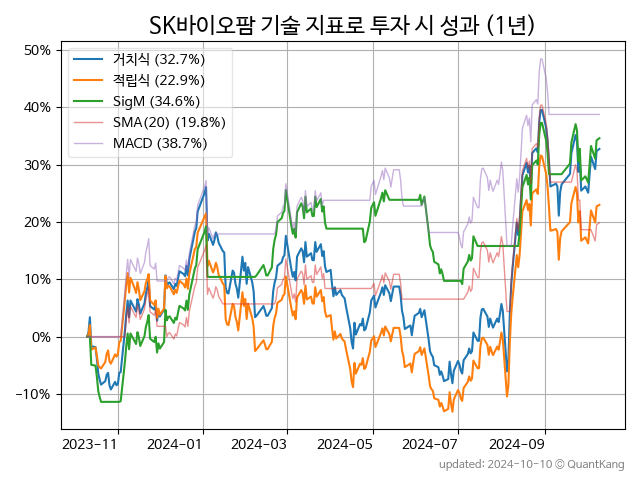 SK바이오팜 기술 지표로 투자 시 성과 (1년)
거치식 (32.7%)
적립식 (22.9%)
SigM (34.6%)
SMA(20) (19.8%)
MACD (38.7%)
50%
40%
30%
20%
10%
0%
−10%
2023-11 2024-01 2024-03 2024-05 2024-07 2024-09
updated: 2024-10-10 © QuantKang